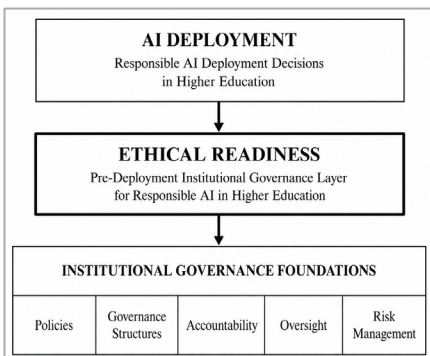 AI DEPLOYMENT
Responsible AI Deployment Decisions
in Higher Education
ETHICAL READINESS
Pre-Deployment Institutional Governance Layer
for Responsible AI in Higher Education
INSTITUTIONAL GOVERNANCE FOUNDATIONS
Policies
Governance
Structures
Accountability
Oversight
Risk
Management